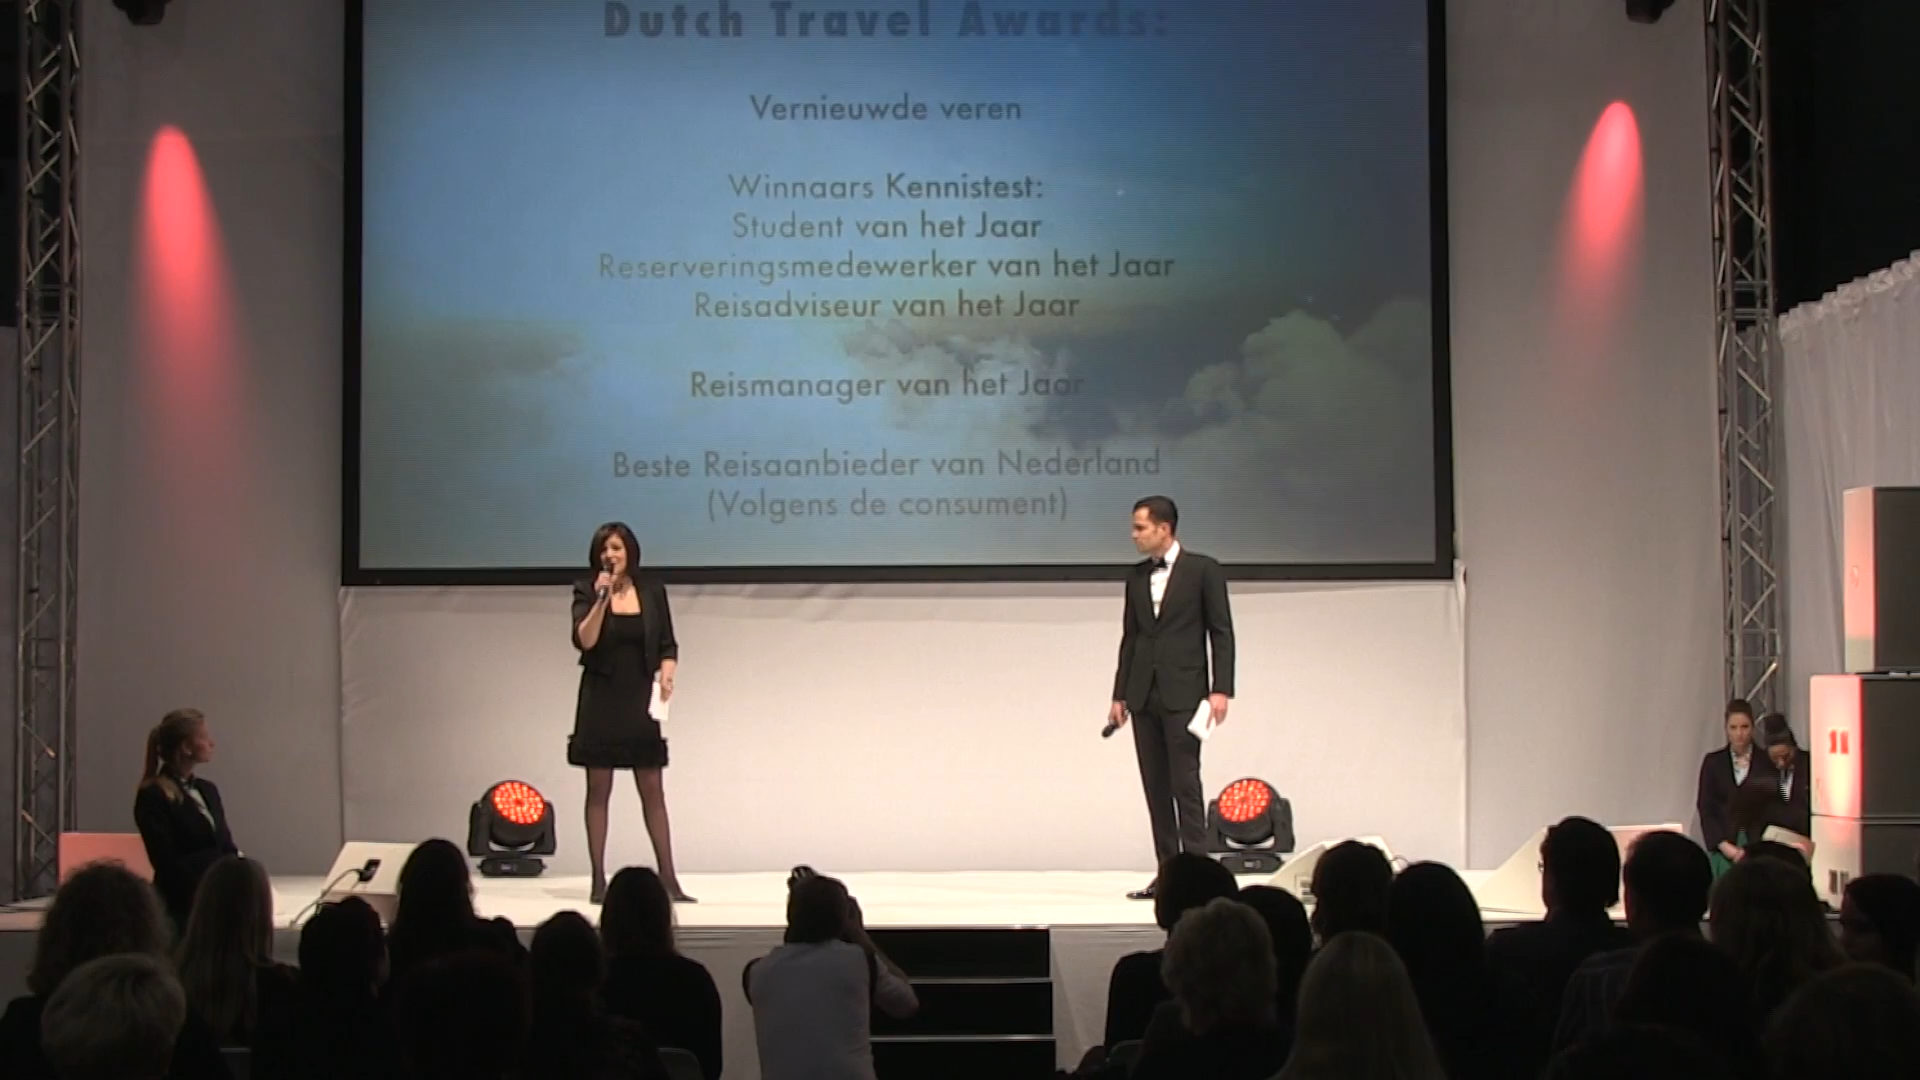 Dutch Travel Awards:
Vernieuwde veren
Winnaars Kennistest:
Student van het Jaar
Reserveringsmedewerker van het Jaar
Reisadviseur van het Jaar
Reismanager van het Jaar
Beste Reisaanbieder van Nederland
(Volgens de consument)